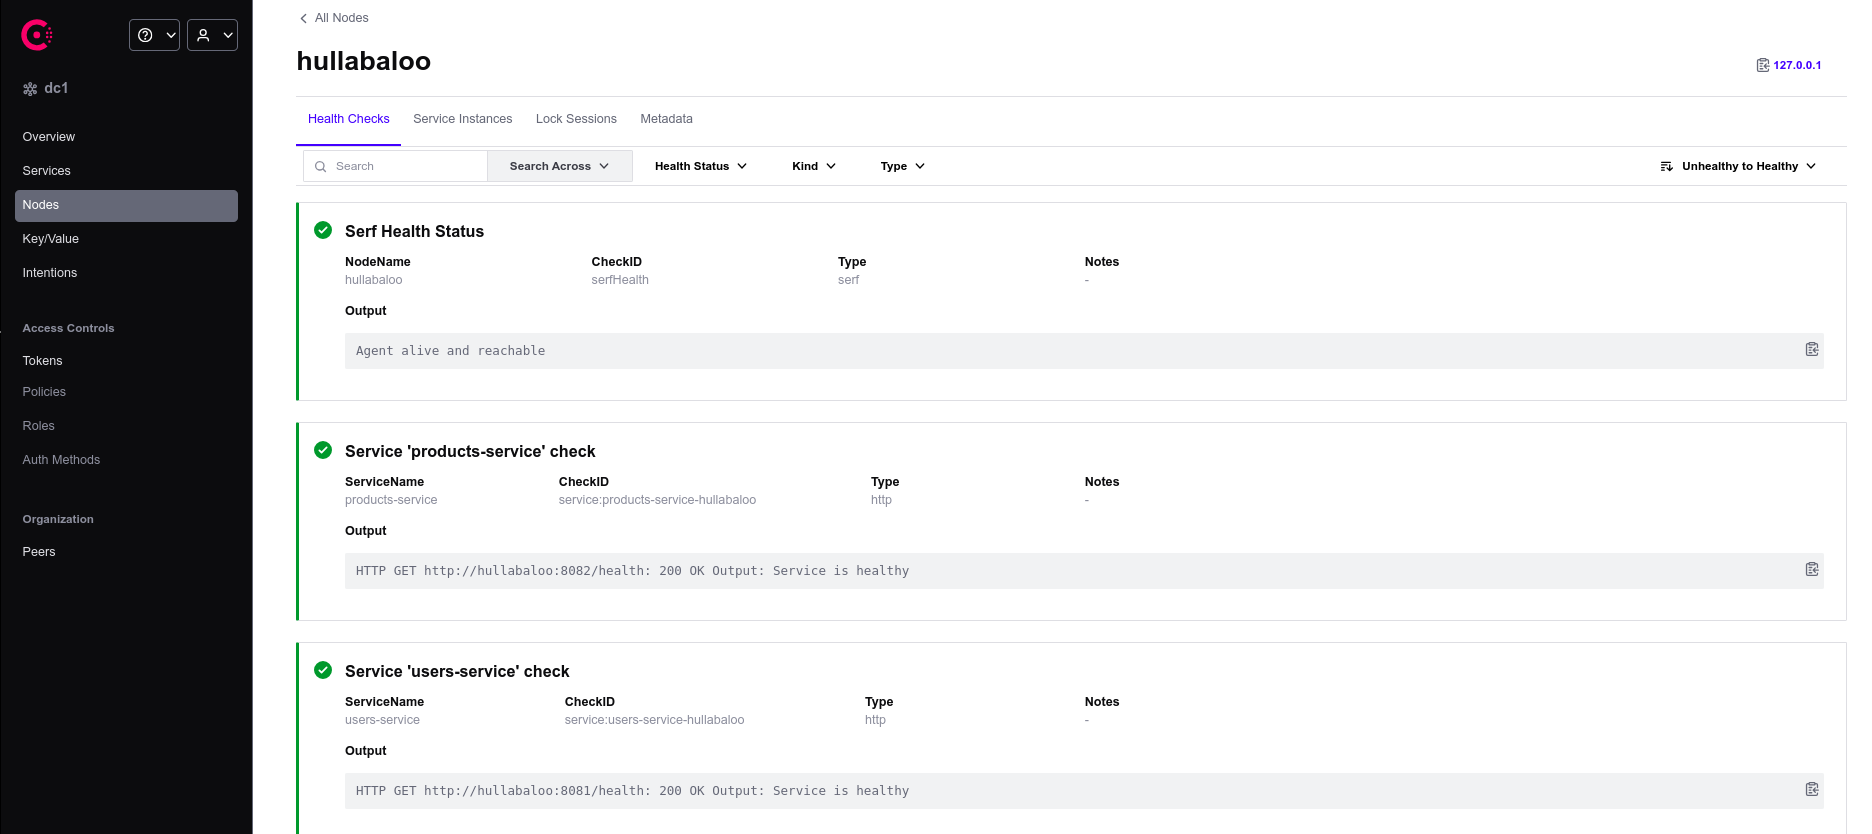 dc1
Overview
Services
Nodes
Key/Value
Intentions
Access Controls
Tokens
Policies
Roles
Auth Methods
Organization
Peers
All Nodes
hullabaloo
127.0.0.1
Health Checks Service Instances Lock Sessions Metadata
Search Search Across Health Status Kind Type Unhealthy to Healthy
Serf Health Status
NodeName CheckID Type Notes
hullabaloo serfHealth serf -
Output
Agent alive and reachable
Service 'products-service' check
ServiceName CheckID Type Notes
products-service service:products-service-hullabaloo http -
Output
HTTP GET http://hullabaloo:8082/health: 200 OK Output: Service is healthy
Service 'users-service' check
ServiceName CheckID Type Notes
users-service service:users-service-hullabaloo http -
Output
HTTP GET http://hullabaloo:8081/health: 200 OK Output: Service is healthy